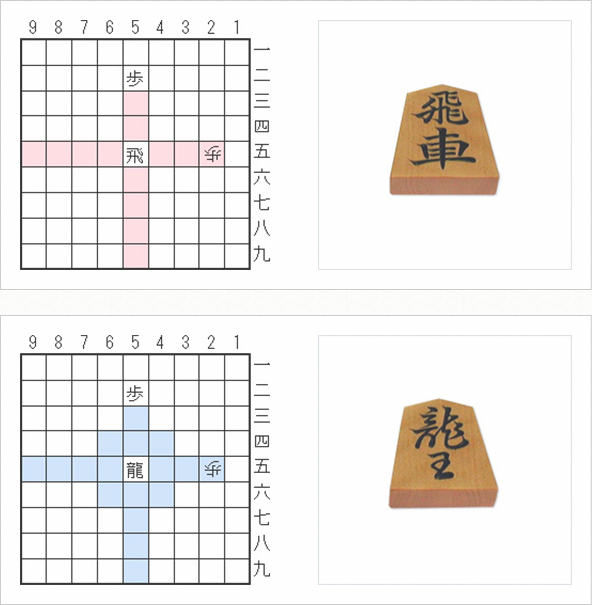 9 8 7 6 5 4 3 2 1
一
歩 二
三
四
飛 歩 五
六
七
八
九
飛車
9 8 7 6 5 4 3 2 1
一
歩 二
三
四
龍 歩 五
六
七
八
九
龍王